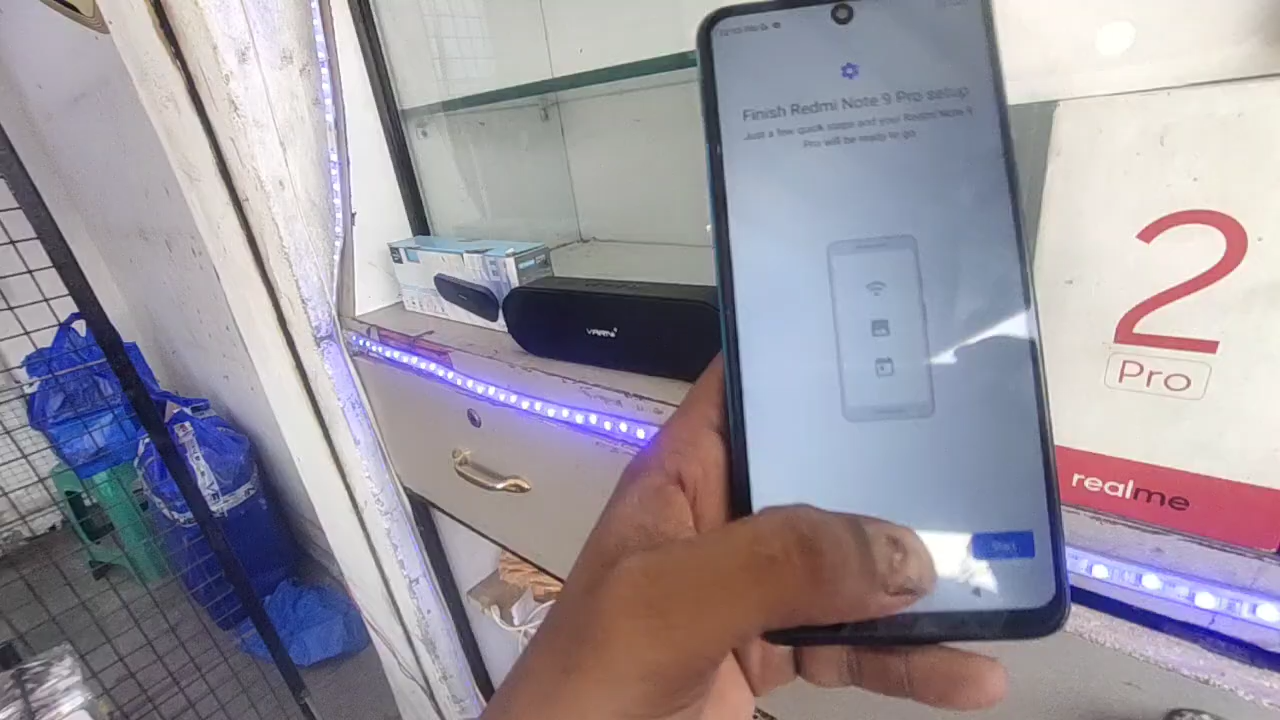 Finish Redmi Note 9 Pro setup
Just a few quick steps and your Redmi Note 9
Pro will be ready to go
Start
2
Pro
realme